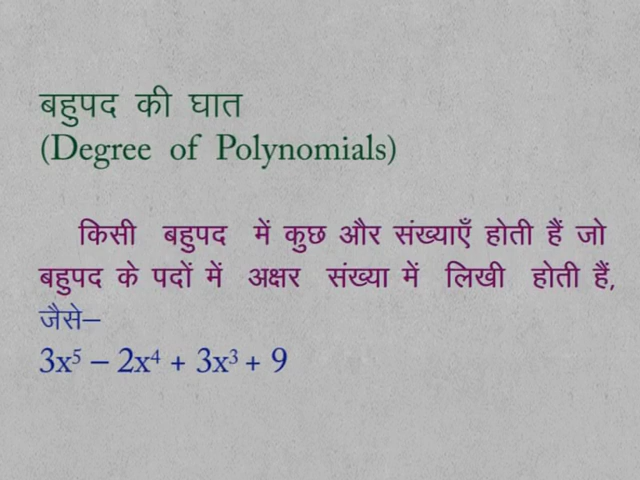 बहुपद की घात
(Degree of Polynomials)
किसी बहुपद में कुछ और संख्याएँ होती हैं जो
बहुपद के पदों में अक्षर संख्या में लिखी होती हैं,
जैसे–
3x⁵ – 2x⁴ + 3x³ + 9